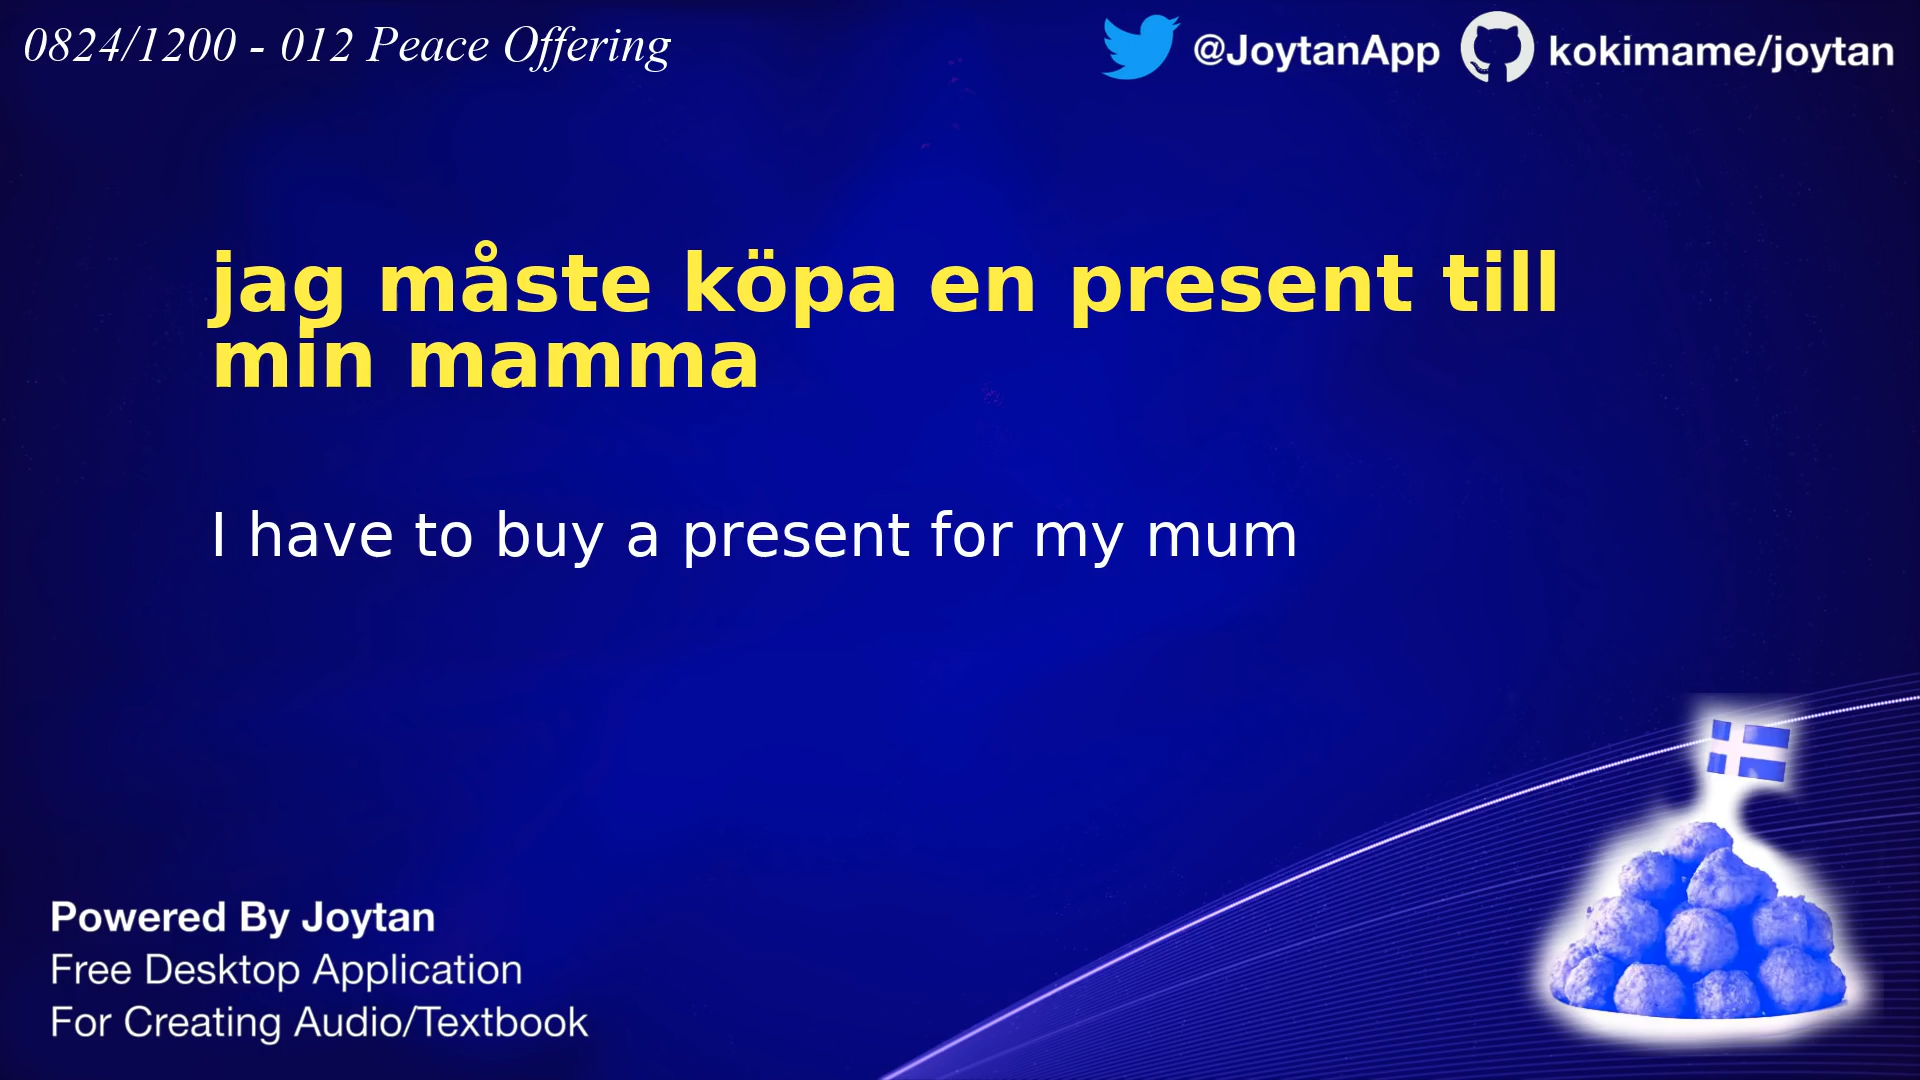 0824/1200 - 012 Peace Offering
@JoytanApp
kokimame/joytan
jag måste köpa en present till
min mamma
I have to buy a present for my mum
Powered By Joytan
Free Desktop Application
For Creating Audio/Textbook